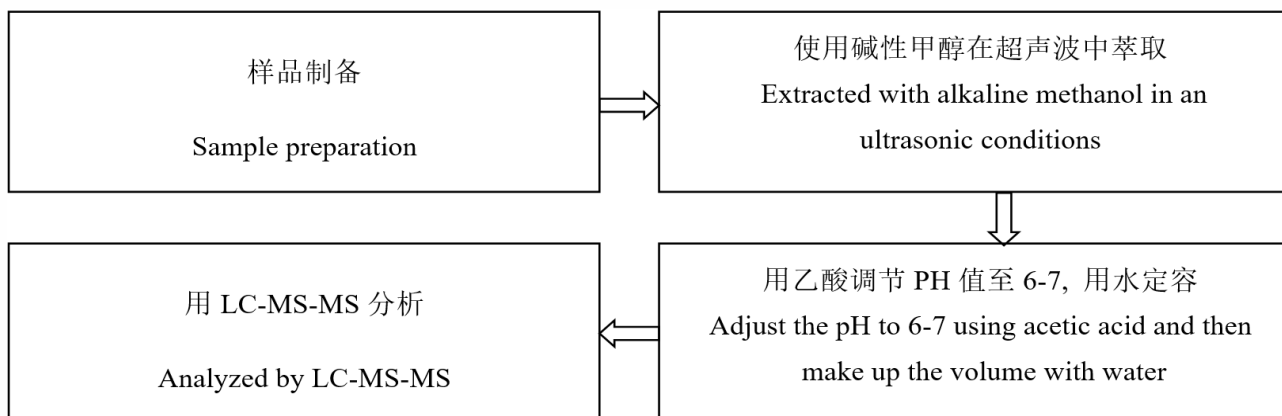 样品制备
Sample preparation
使用碱性甲醇在超声波中萃取
Extracted with alkaline methanol in an
ultrasonic conditions
用乙酸调节 PH 值至 6-7, 用水定容
Adjust the pH to 6-7 using acetic acid and then
make up the volume with water
用 LC-MS-MS 分析
Analyzed by LC-MS-MS